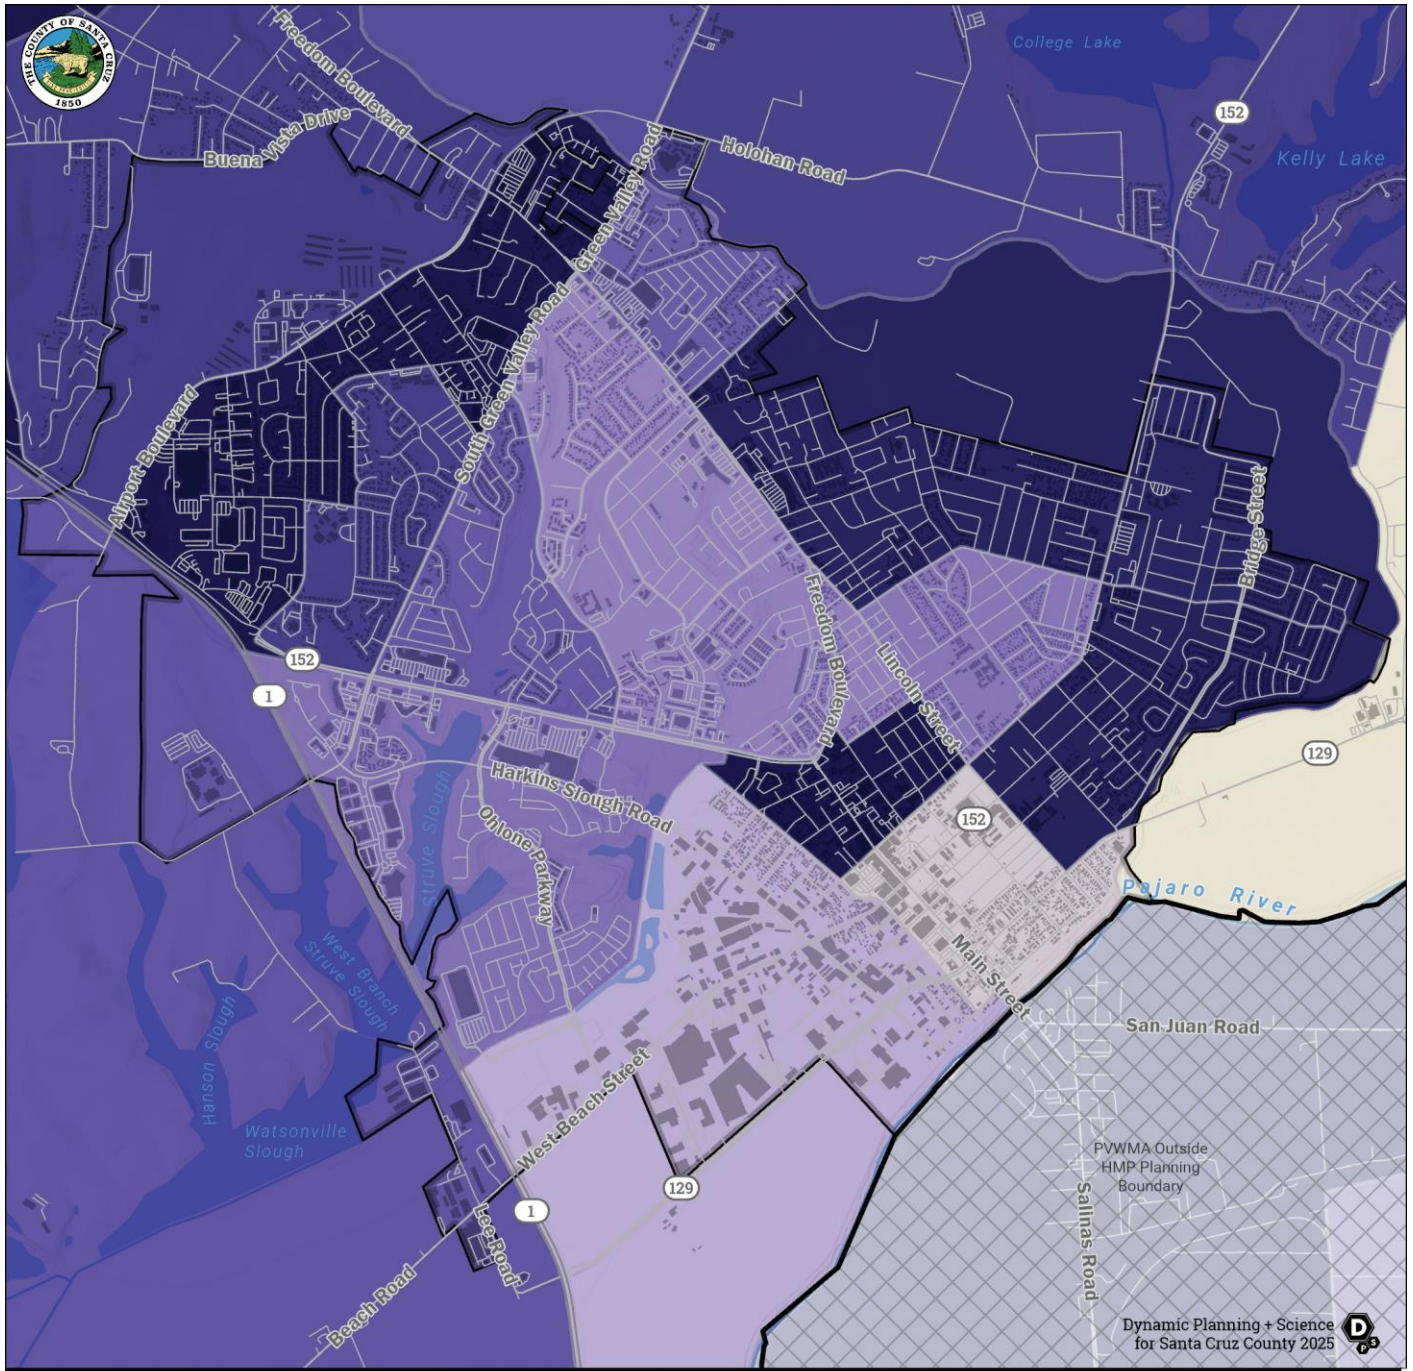 THE COUNTY OF SANTA CRUZ
1850
Freedom Boulevard
College Lake
152
Buena Vista Drive
Green Valley Road
Holohan Road
Kelly Lake
South Green Valley Road
Airport Boulevard
Bridge Street
Freedom Boulevard
152
Lincoln Street
1
129
Harkins Slough Road
152
Struve Slough
Ohlone Parkway
Pajaro River
West Branch
Struve Slough
Main Street
Hanson Slough
San Juan Road
West Beach Street
Watsonville
Slough
PVWMA Outside
HMP Planning
Boundary
129
1
Lee Road
Salinas Road
Beach Road
Dynamic Planning + Science
for Santa Cruz County 2025
D
P S